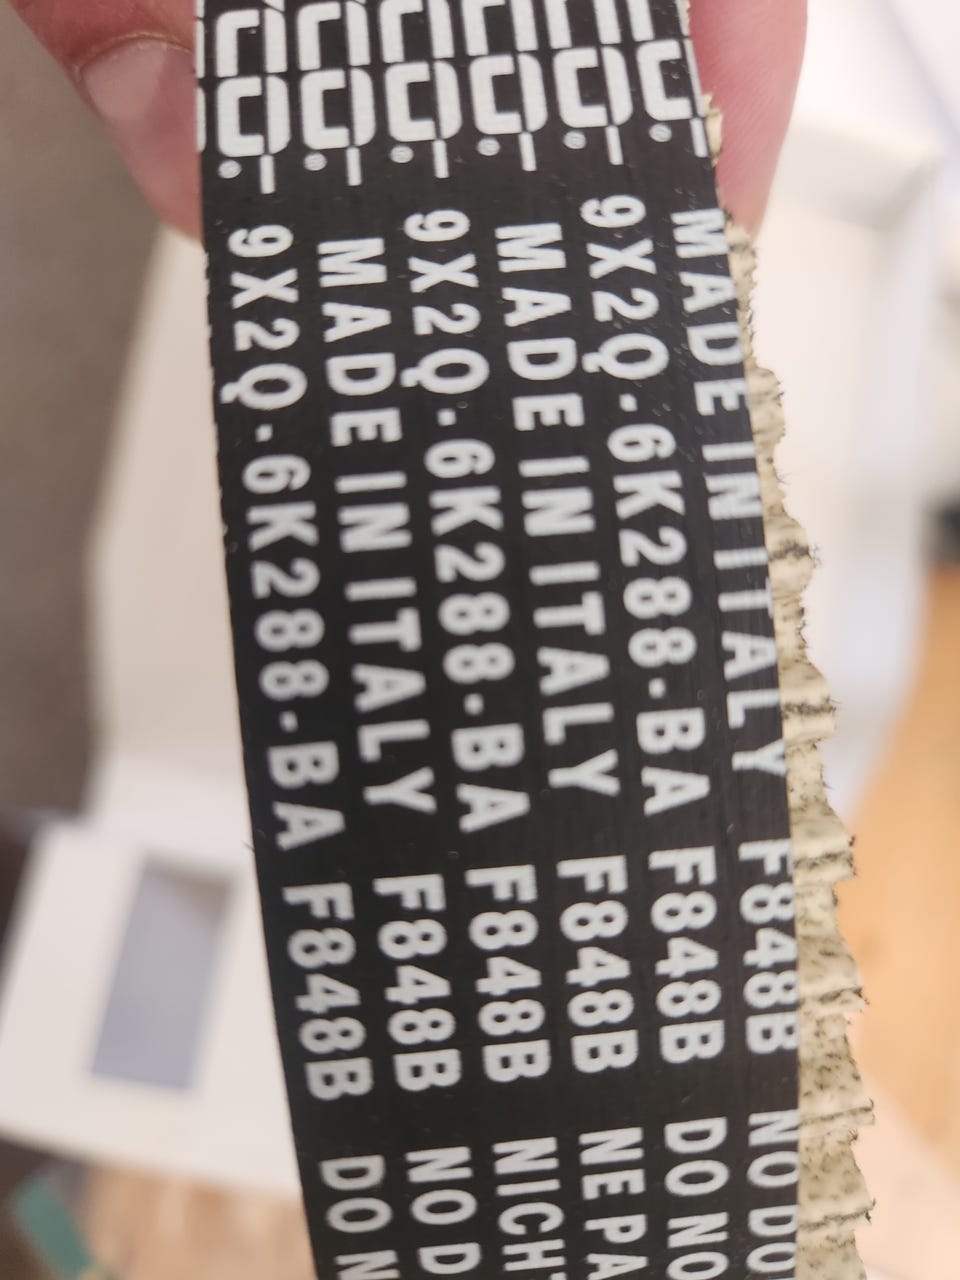 MADE IN ITALY F848B NO DO
9X2Q-6K288-BA F848B DO NO
MADE IN ITALY F848B NE PA
9X2Q-6K288-BA F848B NICHT
MADE IN ITALY F848B NO D
9X2Q-6K288-BA F848B DO N